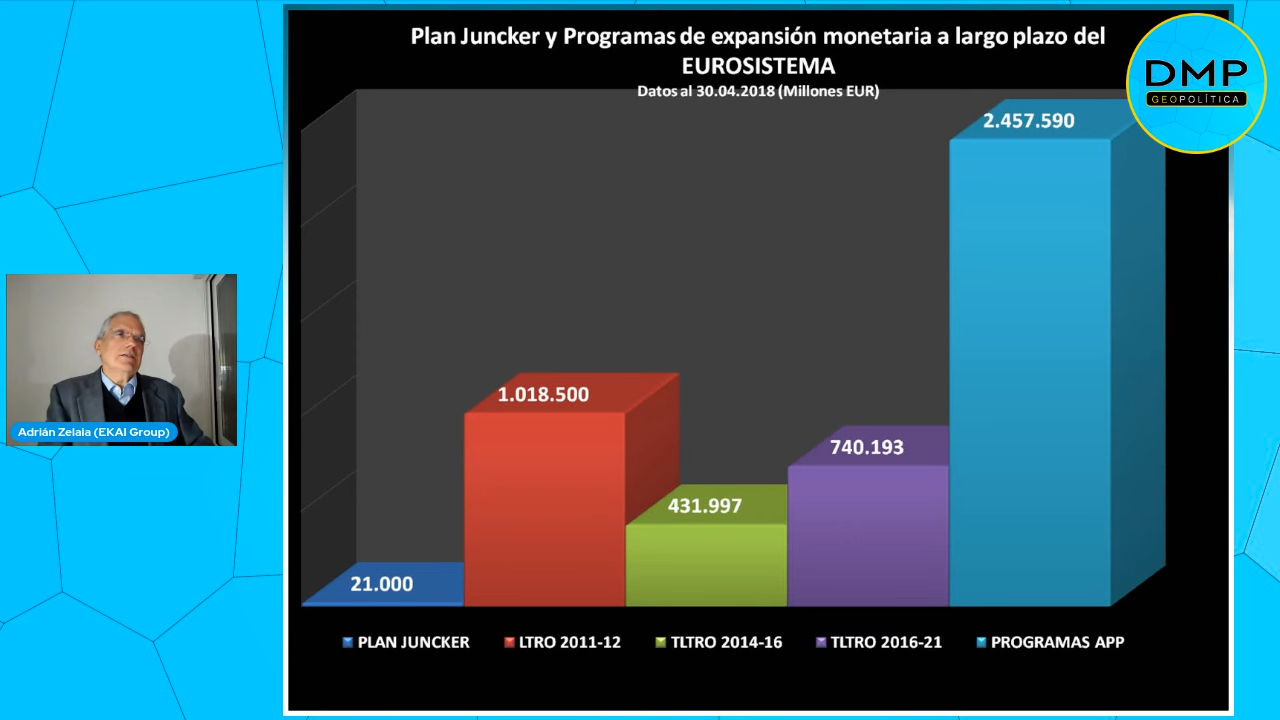 Plan Juncker y Programas de expansión monetaria a largo plazo del
EUROSISTEMA
Datos al 30.04.2018 (Millones EUR)
DMP
GEOPOLÍTICA
2.457.590
1.018.500
740.193
431.997
21.000
Adrián Zelaia (EKAI Group)
PLAN JUNCKER LTRO 2011-12 TLTRO 2014-16 TLTRO 2016-21 PROGRAMAS APP